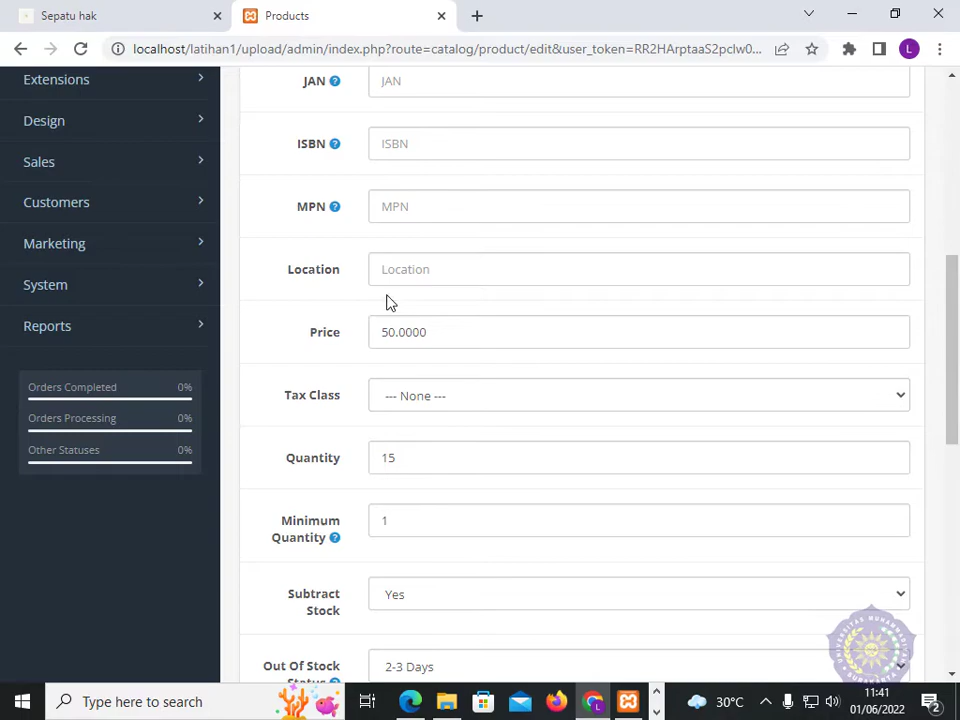 Sepatu hak
Products
localhost/latihan1/upload/admin/index.php?route=catalog/product/edit&user_token=RR2HArptaaS2pclw0...
L
Extensions
Design
Sales
Customers
Marketing
System
Reports
Orders Completed 0%
Orders Processing 0%
Other Statuses 0%
JAN ? JAN
ISBN ? ISBN
MPN ? MPN
Location Location
Price 50.0000
Tax Class --- None ---
Quantity 15
Minimum
Quantity ? 1
Subtract
Stock Yes
Out Of Stock
Status ? 2-3 Days
Type here to search
30°C
11:41
01/06/2022
2